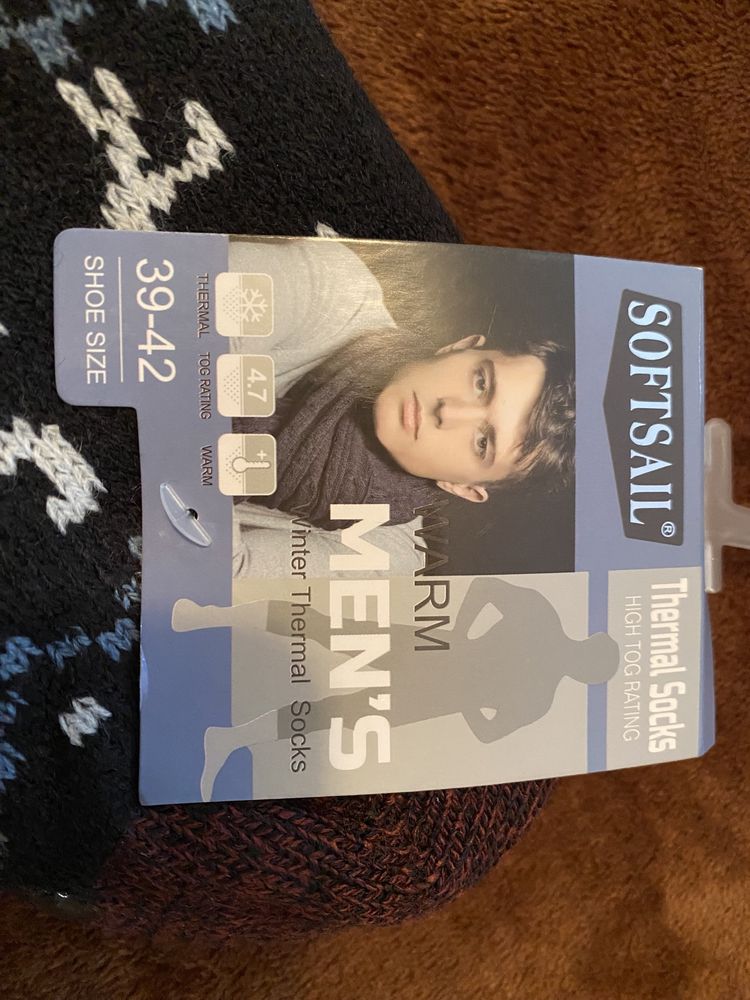 SOFTSAIL®
Thermal Socks
HIGH TOG RATING
WARM
MEN'S
Winter Thermal Socks
4.7
THERMAL
TOG RATING
WARM
39-42
SHOE SIZE